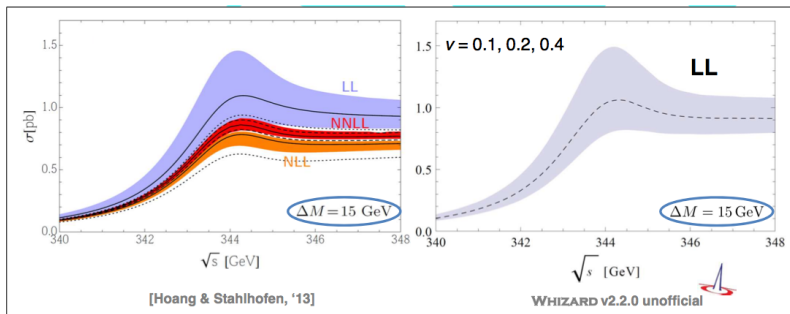 1.5
LL
1.0
NNLL
σ[pb]
0.5
NLL
ΔM = 15 GeV
0.0
340 342 344 346 348
√s [GeV]
[Hoang & Stahlhofen, '13]
1.5
ν = 0.1, 0.2, 0.4
LL
1.0
0.5
ΔM = 15 GeV
0.0
340 342 344 346 348
√s [GeV]
WHIZARD v2.2.0 unofficial